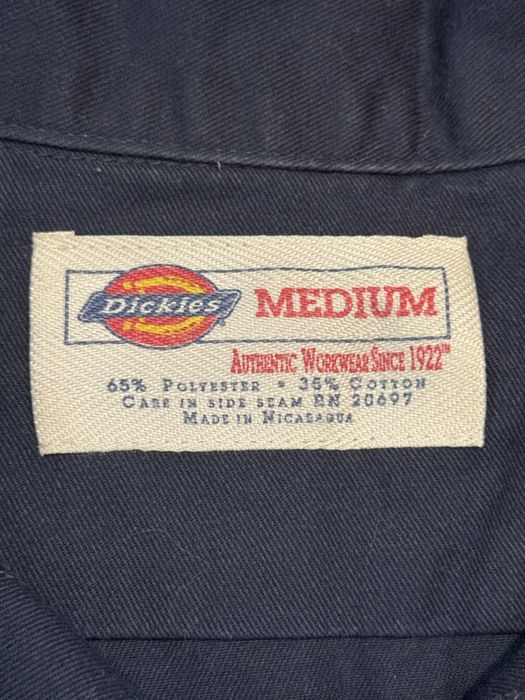 Dickies®
MEDIUM
AUTHENTIC WORKWEAR SINCE 1922™
65% POLYESTER • 35% COTTON
CARE IN SIDE SEAM RN 20697
MADE IN NICARAGUA